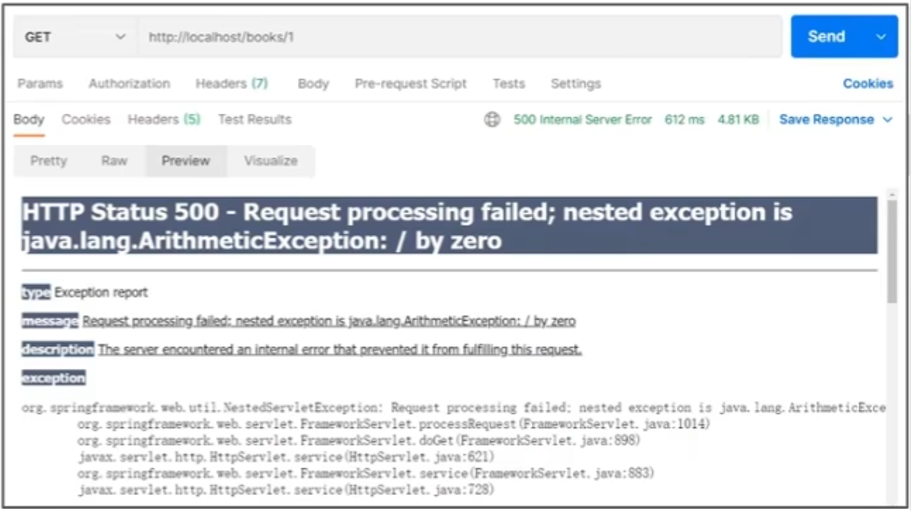 GET http://localhost/books/1 Send
Params Authorization Headers (7) Body Pre-request Script Tests Settings Cookies
Body Cookies Headers (5) Test Results 500 Internal Server Error 612 ms 4.81 KB Save Response
Pretty Raw Preview Visualize
HTTP Status 500 - Request processing failed; nested exception is
java.lang.ArithmeticException: / by zero
type Exception report
message Request processing failed; nested exception is java.lang.ArithmeticException: / by zero
description The server encountered an internal error that prevented it from fulfilling this request.
exception
org.springframework.web.util.NestedServletException: Request processing failed; nested exception is java.lang.ArithmeticExce
org.springframework.web.servlet.FrameworkServlet.processRequest(FrameworkServlet.java:1014)
org.springframework.web.servlet.FrameworkServlet.doGet(FrameworkServlet.java:898)
javax.servlet.http.HttpServlet.service(HttpServlet.java:621)
org.springframework.web.servlet.FrameworkServlet.service(FrameworkServlet.java:883)
javax.servlet.http.HttpServlet.service(HttpServlet.java:728)